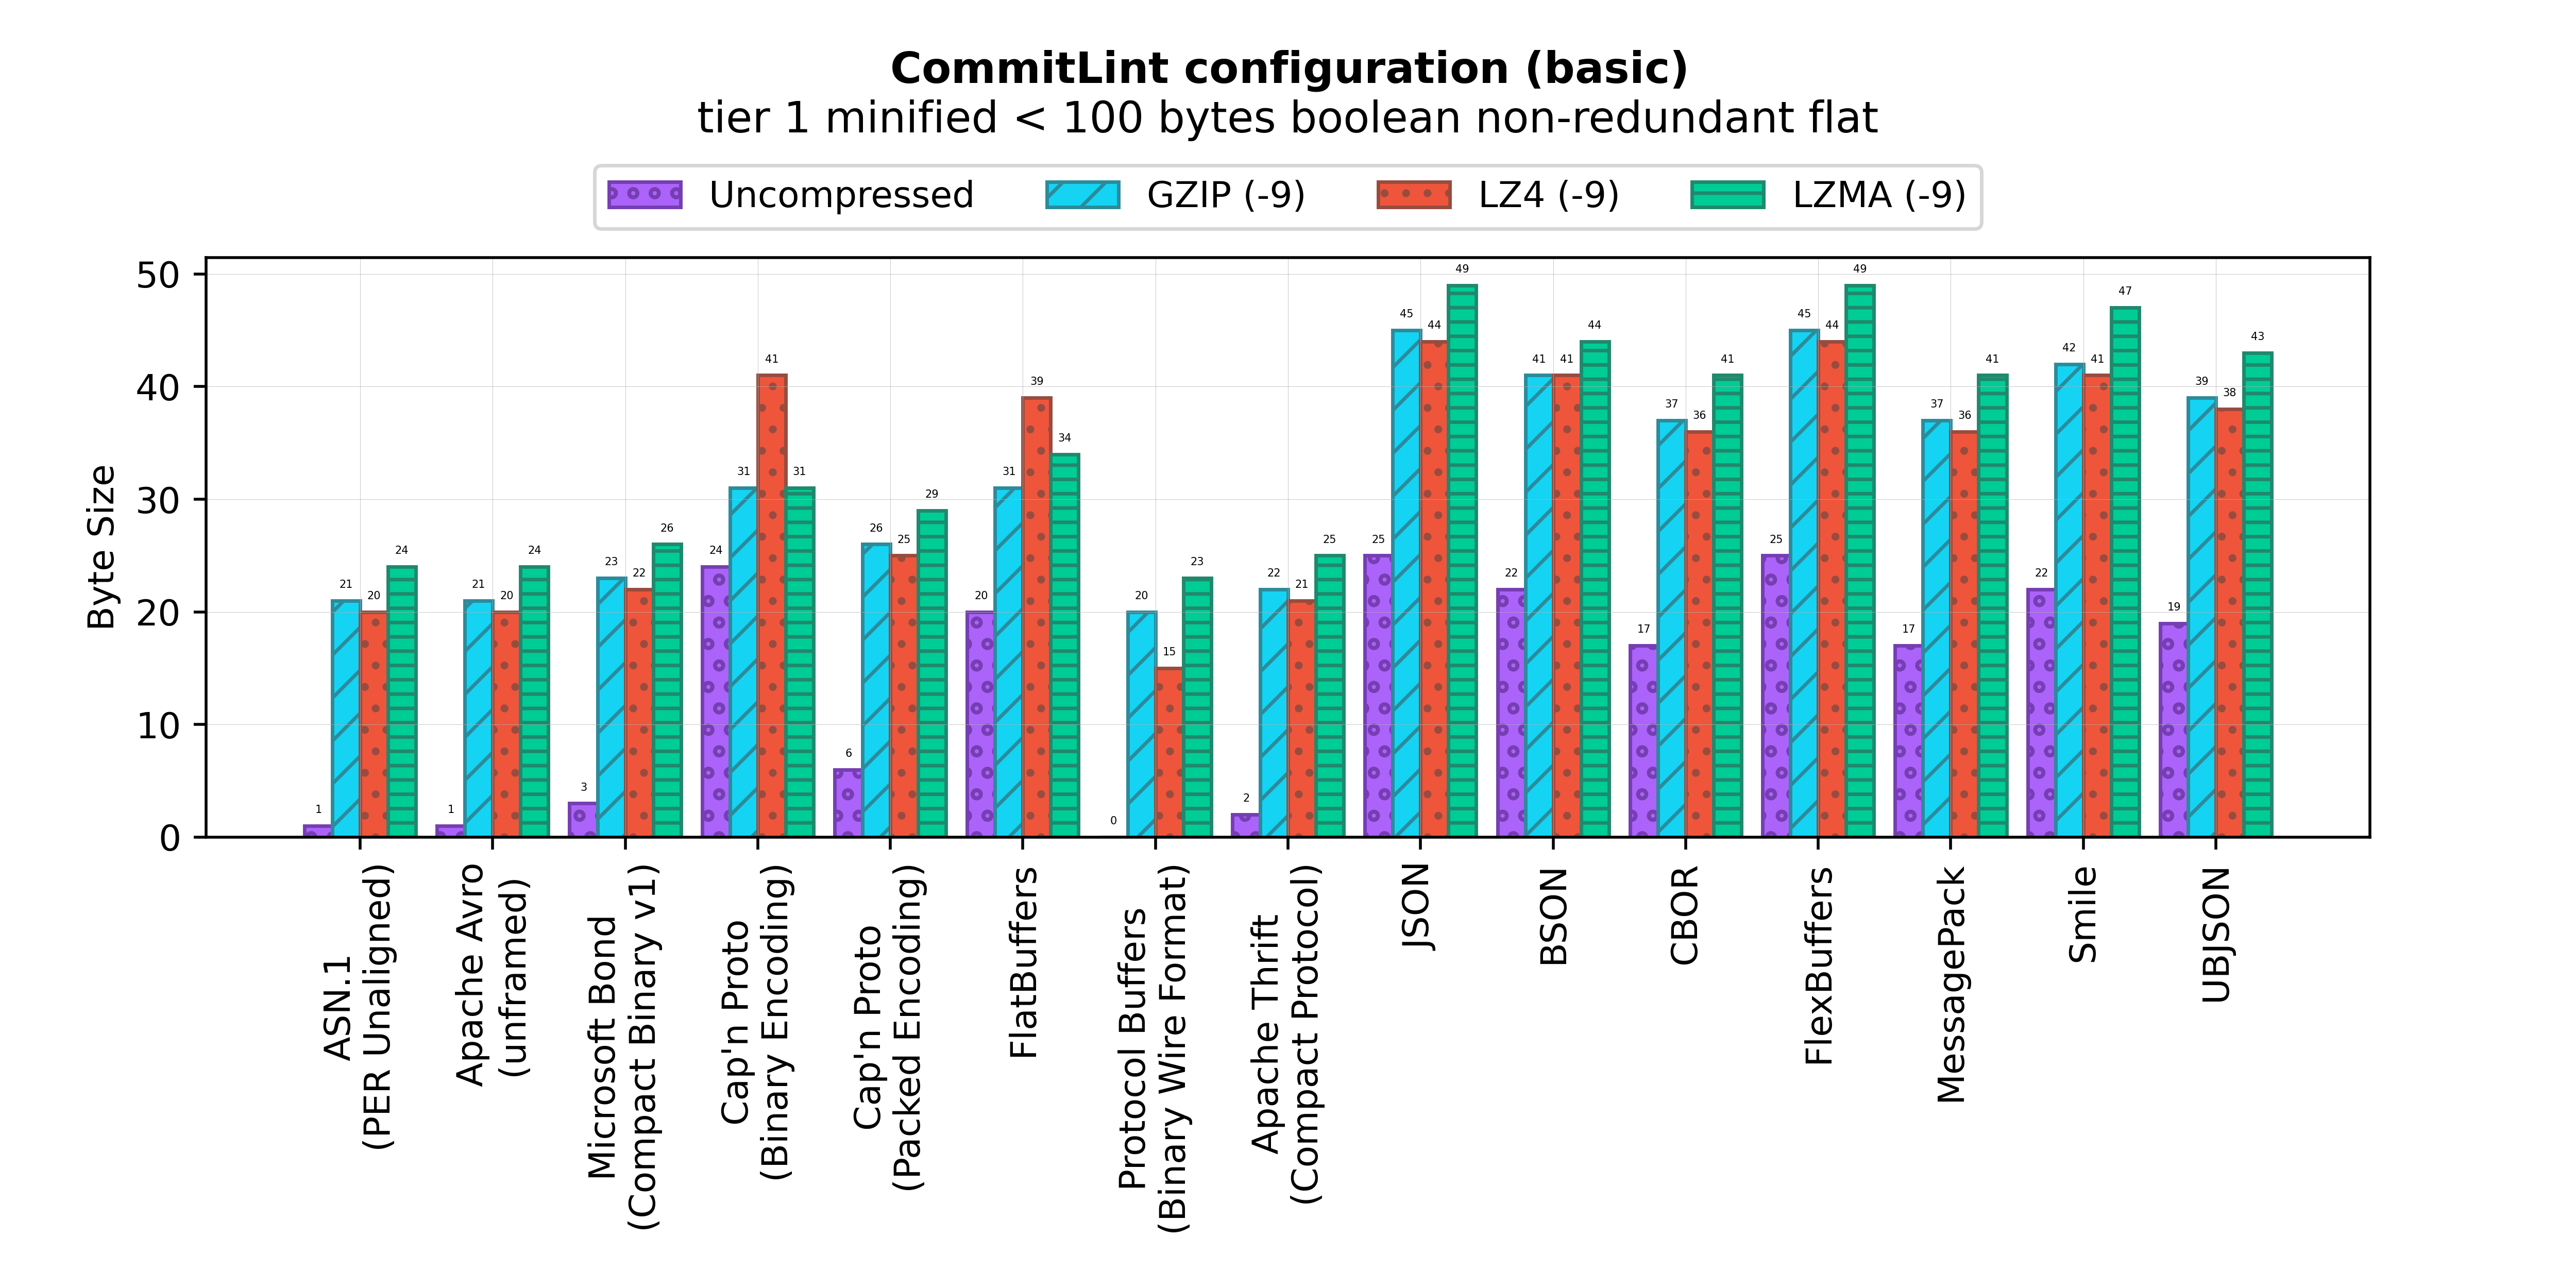 CommitLint configuration (basic)
tier 1 minified < 100 bytes boolean non-redundant flat
Uncompressed GZIP (-9) LZ4 (-9) LZMA (-9)
Byte Size
50
40
30
20
10
0
1 21 20 24
1 21 20 24
3 23 22 26
24 31 41 31
6 26 25 29
20 31 39 34
0 20 15 23
2 22 21 25
25 45 44 49
22 41 41 44
17 37 36 41
25 45 44 49
17 37 36 41
22 42 41 47
19 39 38 43
ASN.1
(PER Unaligned)
Apache Avro
(unframed)
Microsoft Bond
(Compact Binary v1)
Cap'n Proto
(Binary Encoding)
Cap'n Proto
(Packed Encoding)
FlatBuffers
Protocol Buffers
(Binary Wire Format)
Apache Thrift
(Compact Protocol)
JSON
BSON
CBOR
FlexBuffers
MessagePack
Smile
UBJSON